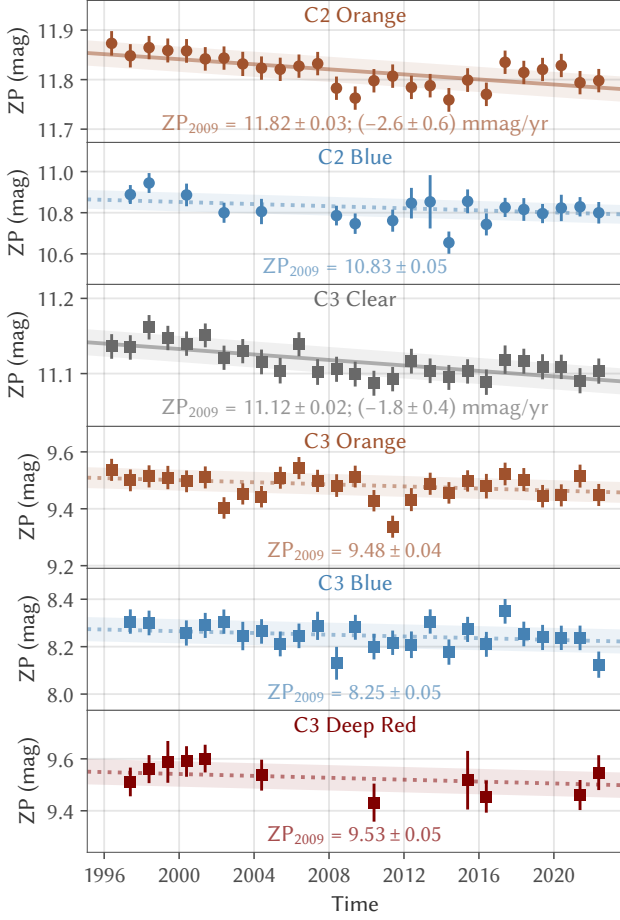 C2 Orange
11.9
11.8
11.7
ZP (mag)
ZP2009 = 11.82 ± 0.03; (−2.6 ± 0.6) mmag/yr
C2 Blue
11.0
10.8
10.6
ZP (mag)
ZP2009 = 10.83 ± 0.05
C3 Clear
11.2
11.1
ZP (mag)
ZP2009 = 11.12 ± 0.02; (−1.8 ± 0.4) mmag/yr
C3 Orange
9.6
9.4
9.2
ZP (mag)
ZP2009 = 9.48 ± 0.04
C3 Blue
8.4
8.2
8.0
ZP (mag)
ZP2009 = 8.25 ± 0.05
C3 Deep Red
9.6
9.4
ZP (mag)
ZP2009 = 9.53 ± 0.05
1996 2000 2004 2008 2012 2016 2020
Time